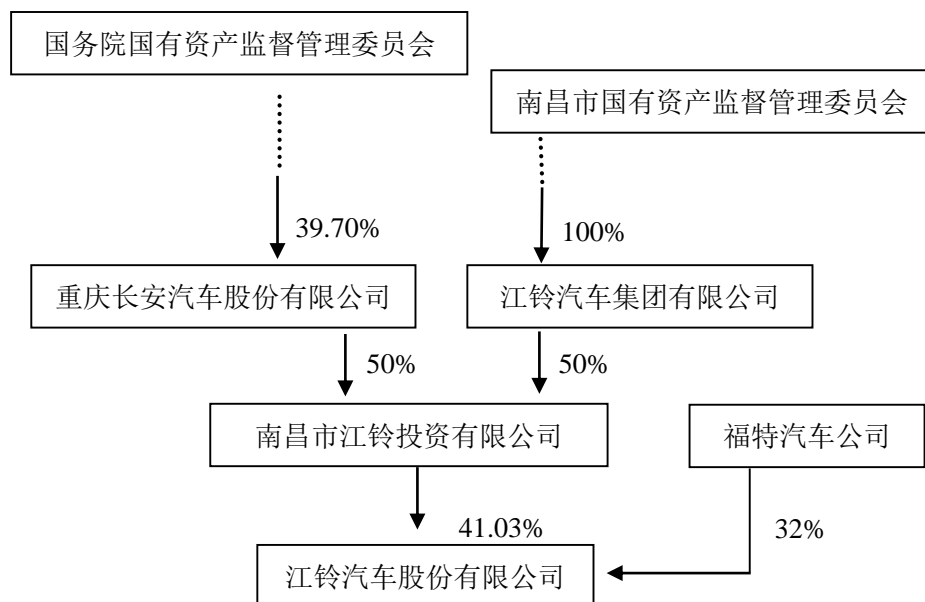 国务院国有资产监督管理委员会
南昌市国有资产监督管理委员会
39.70%
100%
重庆长安汽车股份有限公司
江铃汽车集团有限公司
50%
50%
南昌市江铃投资有限公司
福特汽车公司
41.03%
32%
江铃汽车股份有限公司